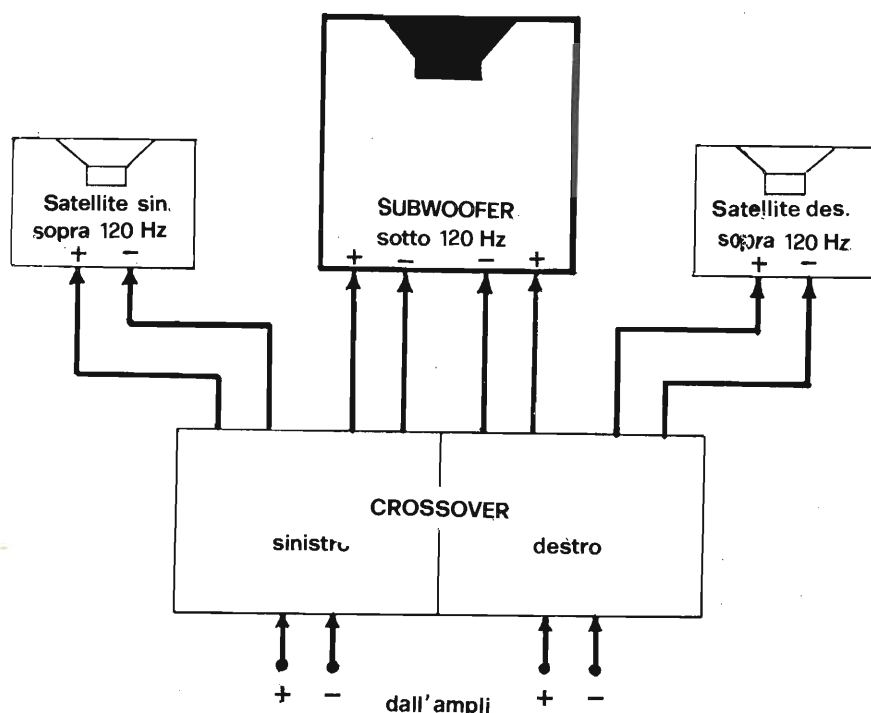 Satellite sin.
sopra 120 Hz
+ −
SUBWOOFER
sotto 120 Hz
+ − − +
Satellite des.
sopra 120 Hz
+ −
CROSSOVER
sinistro
destro
+ − dall'ampli + −